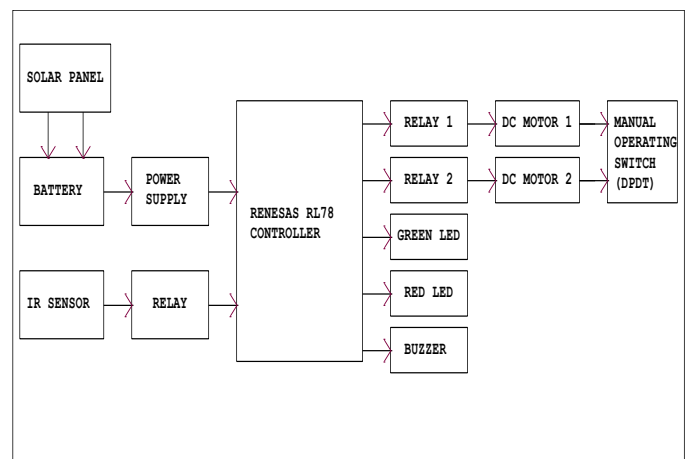 SOLAR PANEL
BATTERY
POWER
SUPPLY
IR SENSOR
RELAY
RENESAS RL78
CONTROLLER
RELAY 1
DC MOTOR 1
RELAY 2
DC MOTOR 2
MANUAL
OPERATING
SWITCH
(DPDT)
GREEN LED
RED LED
BUZZER